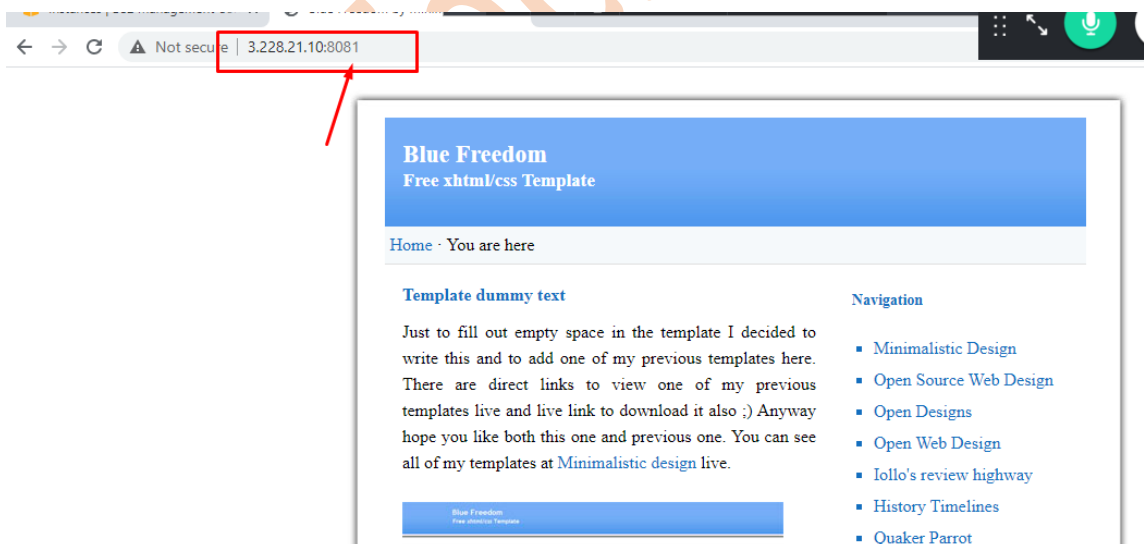 Not secure | 3.228.21.10:8081
Blue Freedom
Free xhtml/css Template
Home · You are here
Template dummy text
Just to fill out empty space in the template I decided to
write this and to add one of my previous templates here.
There are direct links to view one of my previous
templates live and live link to download it also ;) Anyway
hope you like both this one and previous one. You can see
all of my templates at Minimalistic design live.
Blue Freedom
Free xhtml/css Template
Navigation
Minimalistic Design
Open Source Web Design
Open Designs
Open Web Design
Iollo's review highway
History Timelines
Quaker Parrot